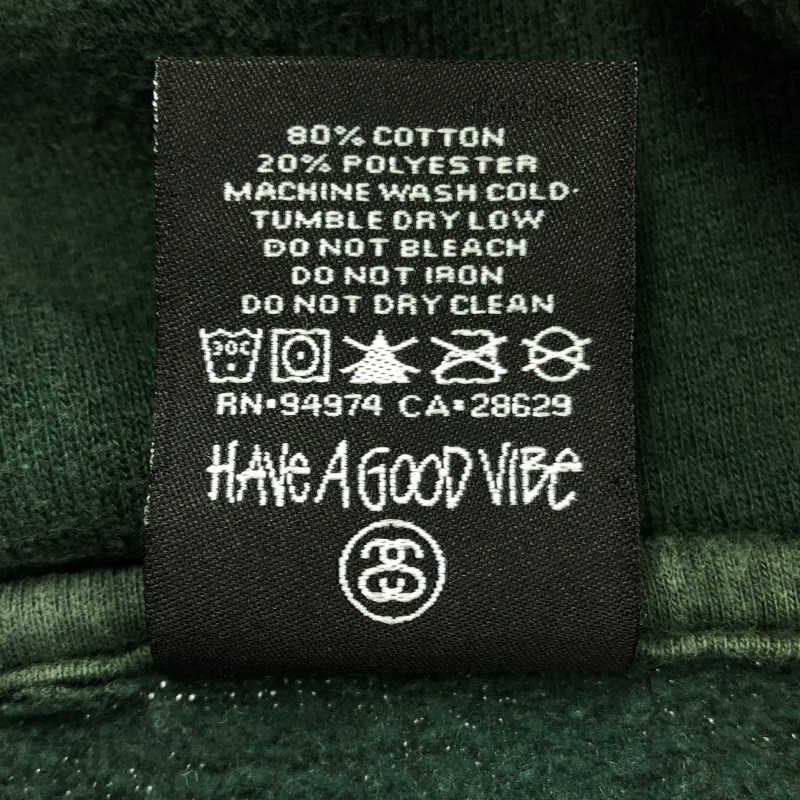 80% COTTON
20% POLYESTER
MACHINE WASH COLD
TUMBLE DRY LOW
DO NOT BLEACH
DO NOT IRON
DO NOT DRY CLEAN
30C
RN•94974 CA•28629
HAVE A GOOD VIBE